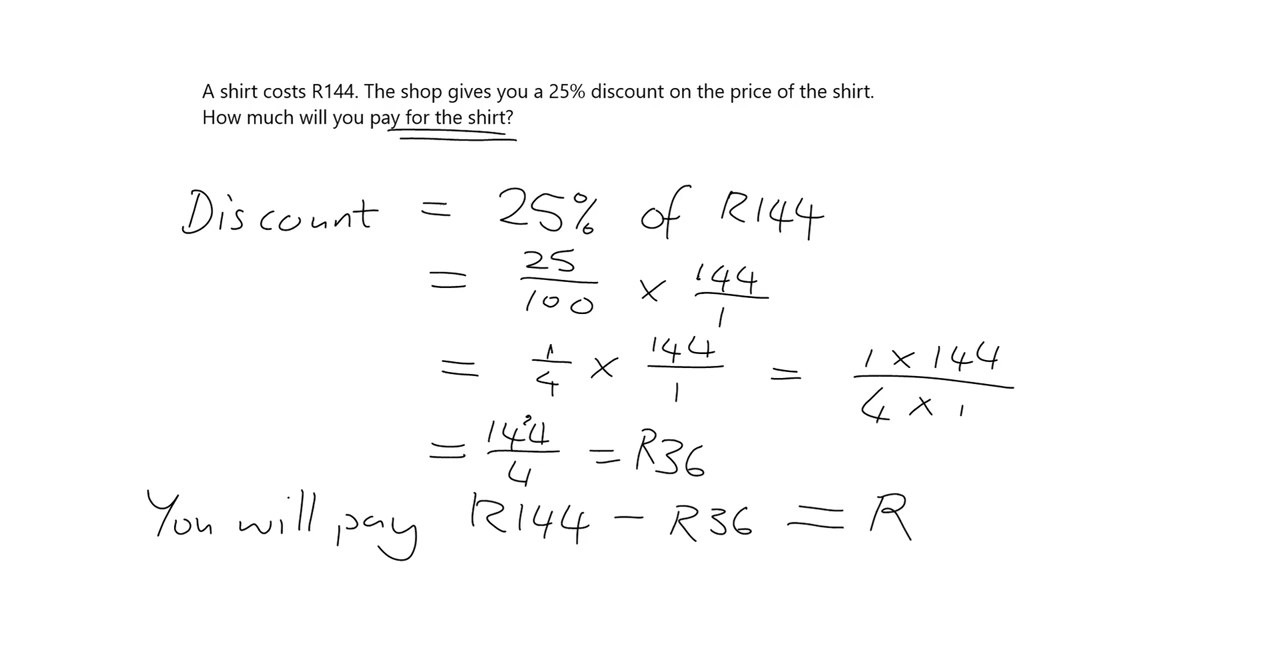 A shirt costs R144. The shop gives you a 25% discount on the price of the shirt.
How much will you pay for the shirt?
Discount = 25% of R144
= 25/100 × 144/1
= 1/4 × 144/1 = 1 × 144/4 × 1
= 14²4/4 = R36
You will pay R144 - R36 = R